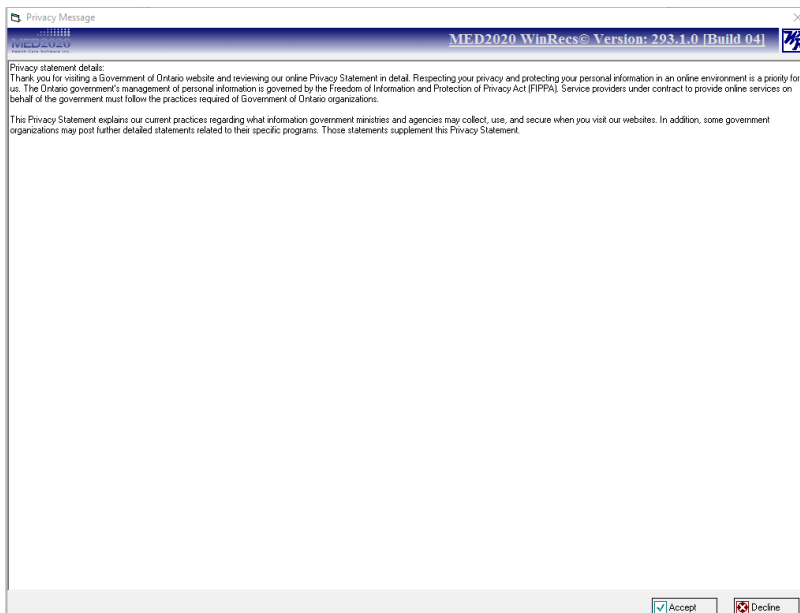 Privacy Message
MED2020
Health Care Software Inc.
MED2020 WinRecs© Version: 293.1.0 [Build 04]
Privacy statement details:
Thank you for visiting a Government of Ontario website and reviewing our online Privacy Statement in detail. Respecting your privacy and protecting your personal information in an online environment is a priority for
us. The Ontario government's management of personal information is governed by the Freedom of Information and Protection of Privacy Act (FIPPA). Service providers under contract to provide online services on
behalf of the government must follow the practices required of Government of Ontario organizations.
This Privacy Statement explains our current practices regarding what information government ministries and agencies may collect, use, and secure when you visit our websites. In addition, some government
organizations may post further detailed statements related to their specific programs. Those statements supplement this Privacy Statement.
Accept
Decline